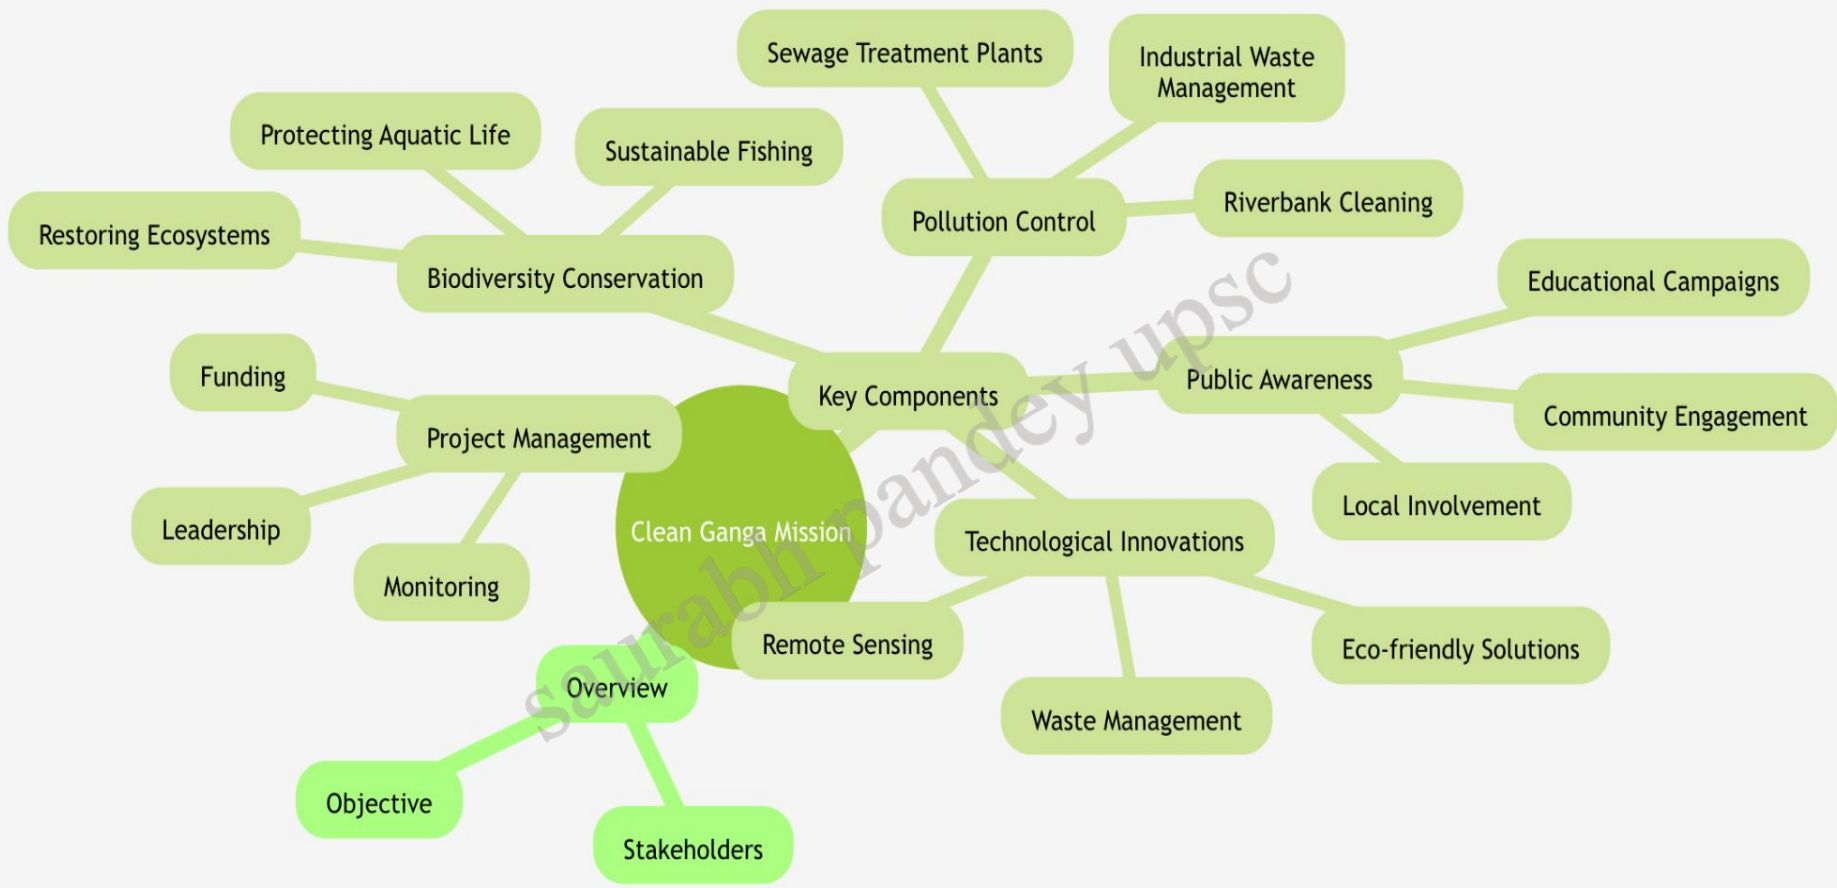 Sewage Treatment Plants
Industrial Waste
Management
Protecting Aquatic Life
Sustainable Fishing
Riverbank Cleaning
Restoring Ecosystems
Pollution Control
Biodiversity Conservation
Educational Campaigns
Funding
Key Components
Public Awareness
Community Engagement
Project Management
Leadership
Local Involvement
Clean Ganga Mission
Technological Innovations
Monitoring
Remote Sensing
Eco-friendly Solutions
Overview
Waste Management
Objective
Stakeholders
saurabh pandey upsc